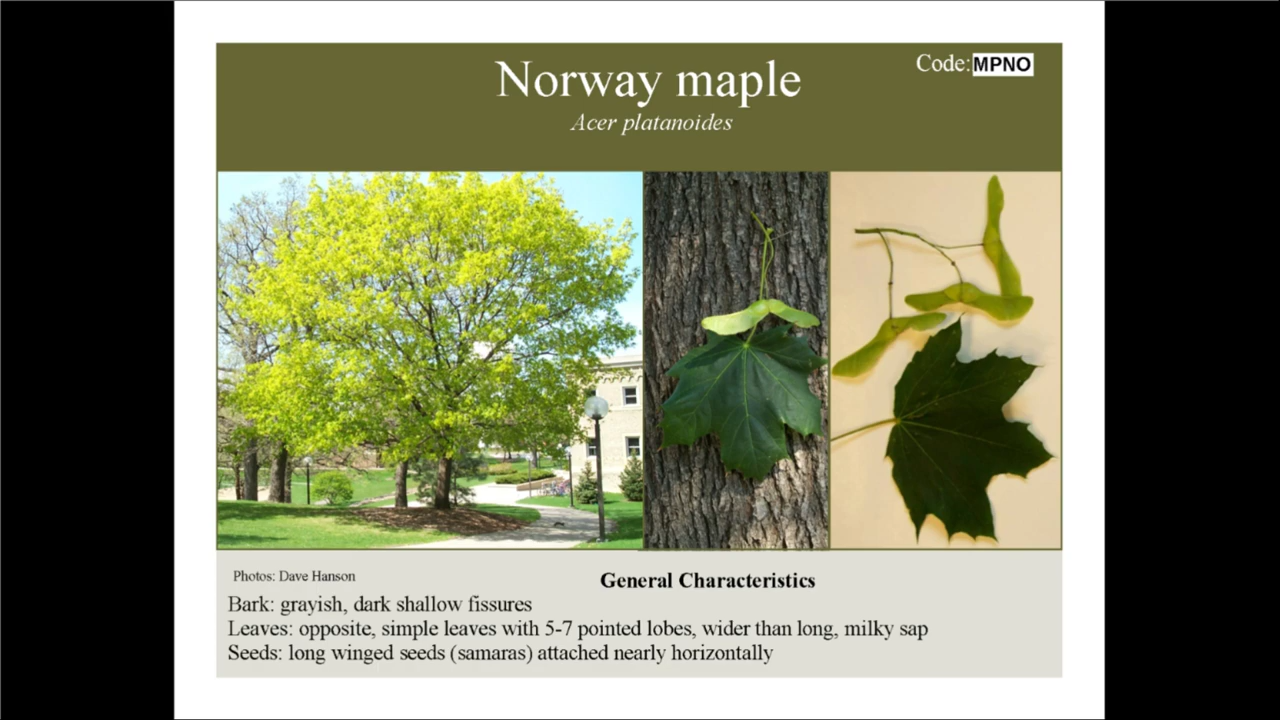 Norway maple
Code:MPNO
Acer platanoides
Photos: Dave Hanson
General Characteristics
Bark: grayish, dark shallow fissures
Leaves: opposite, simple leaves with 5-7 pointed lobes, wider than long, milky sap
Seeds: long winged seeds (samaras) attached nearly horizontally